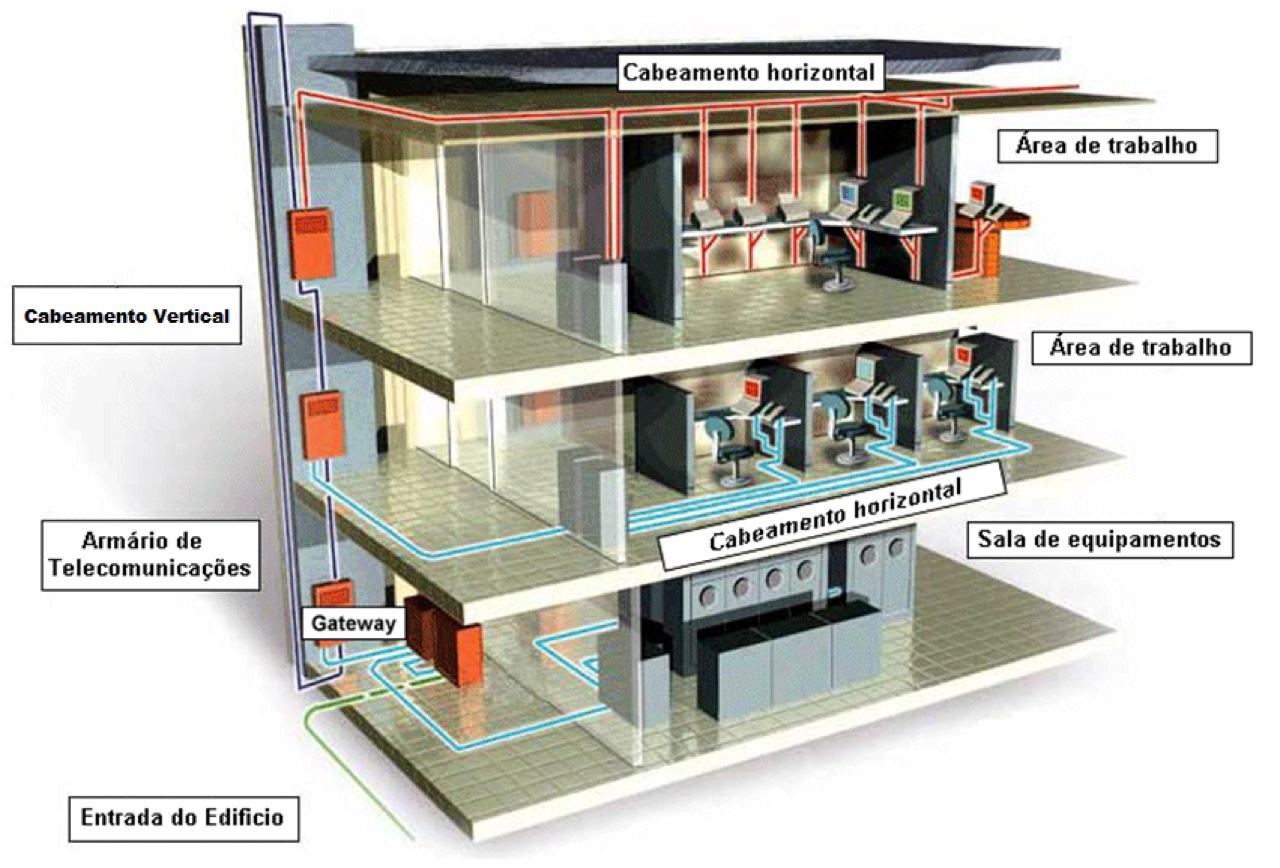 Cabeamento horizontal
Área de trabalho
Cabeamento Vertical
Área de trabalho
Cabeamento horizontal
Armário de
Telecomunicações
Sala de equipamentos
Gateway
Entrada do Edificio